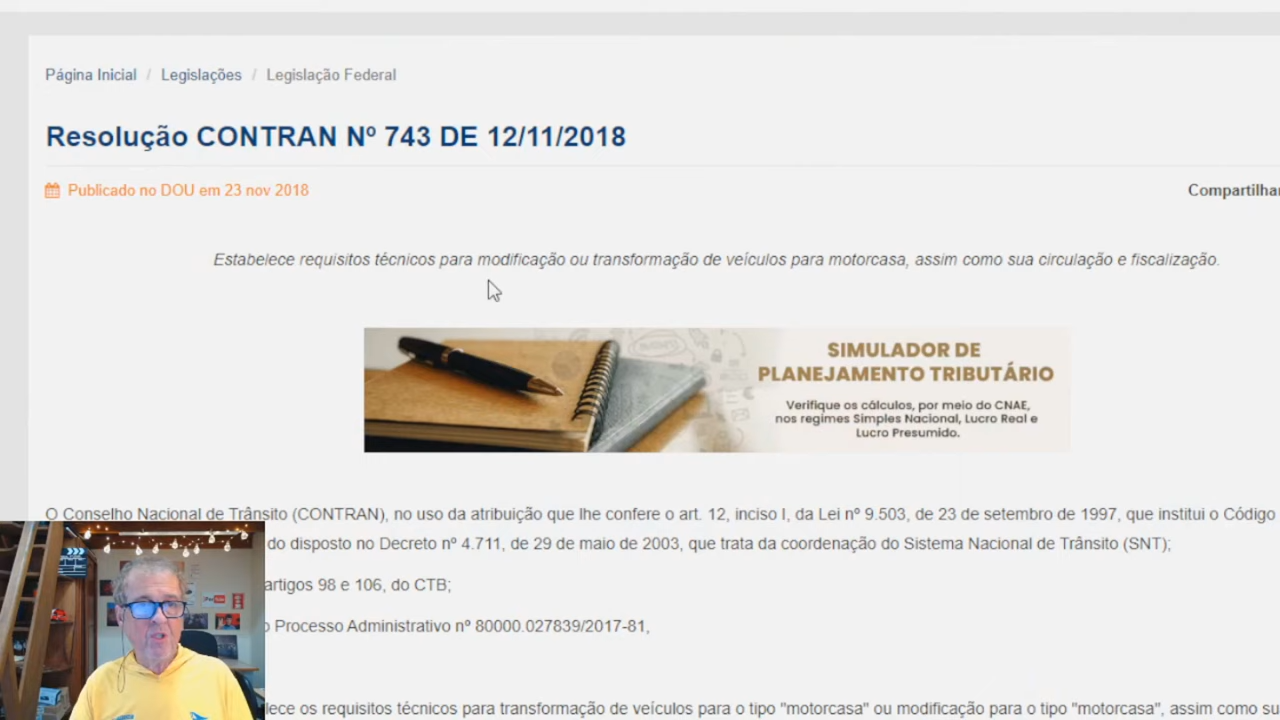 Página Inicial / Legislações / Legislação Federal
Resolução CONTRAN Nº 743 DE 12/11/2018
Publicado no DOU em 23 nov 2018
Compartilhar
Estabelece requisitos técnicos para modificação ou transformação de veículos para motorcasa, assim como sua circulação e fiscalização.
SIMULADOR DE
PLANEJAMENTO TRIBUTÁRIO
Verifique os cálculos, por meio do CNAE,
nos regimes Simples Nacional, Lucro Real e
Lucro Presumido.
O Conselho Nacional de Trânsito (CONTRAN), no uso da atribuição que lhe confere o art. 12, inciso I, da Lei nº 9.503, de 23 de setembro de 1997, que institui o Código
do disposto no Decreto nº 4.711, de 29 de maio de 2003, que trata da coordenação do Sistema Nacional de Trânsito (SNT);
artigos 98 e 106, do CTB;
o Processo Administrativo nº 80000.027839/2017-81,
lece os requisitos técnicos para transformação de veículos para o tipo "motorcasa" ou modificação para o tipo "motorcasa", assim como su